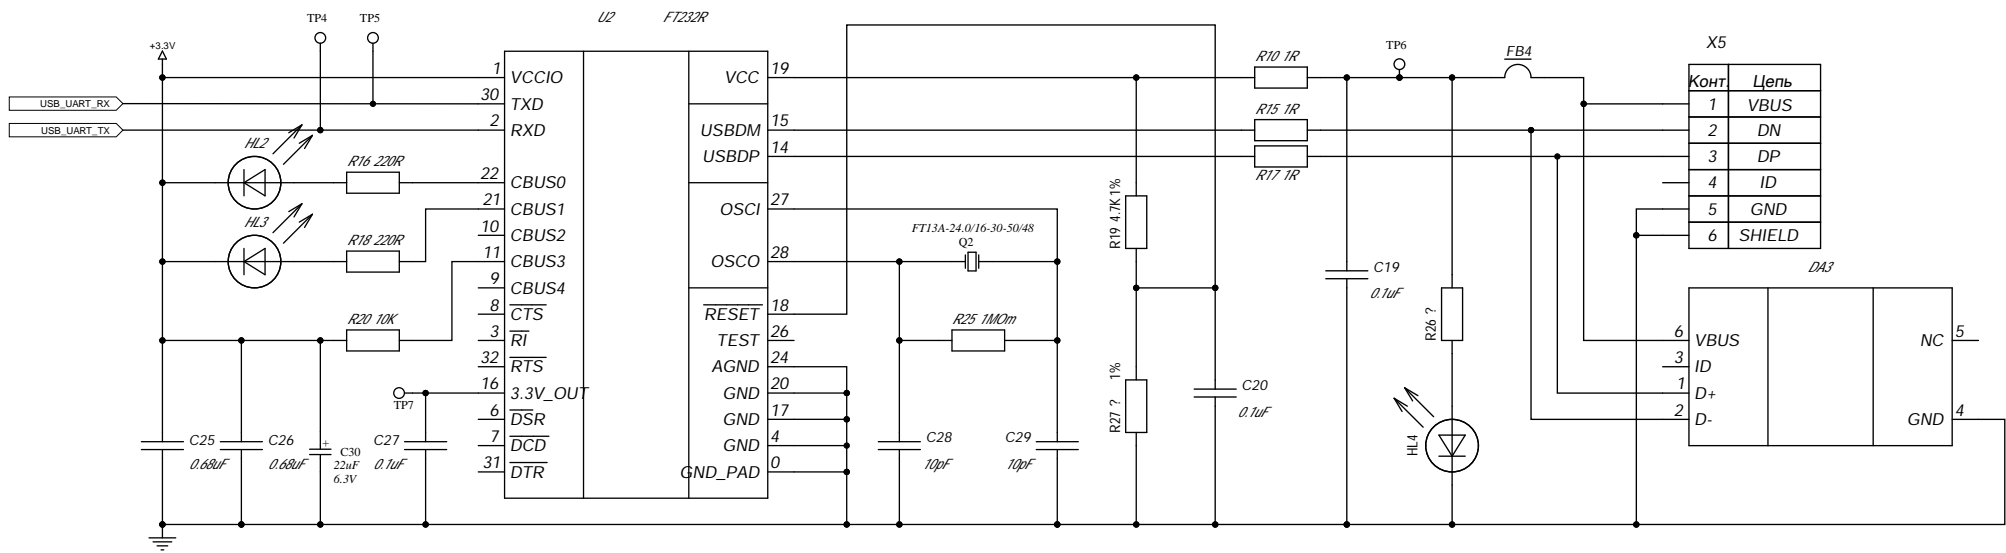 U2 FT232R
TP4 TP5
+3.3V
USB_UART_RX
USB_UART_TX
1 VCCIO
30 TXD
2 RXD
22 CBUS0
21 CBUS1
10 CBUS2
11 CBUS3
9 CBUS4
8 CTS
3 RI
32 RTS
16 3.3V_OUT
6 DSR
7 DCD
31 DTR
VCC 19
USBDM 15
USBDP 14
OSCI 27
OSCO 28
RESET 18
TEST 26
AGND 24
GND 20
GND 17
GND 4
GND_PAD 0
HL2
R16 220R
HL3
R18 220R
R20 10K
TP7
C25
0.68uF
C26
0.68uF
C30
+
22uF
6.3V
C27
0.1uF
FT13A-24.0/16-30-50/48
Q2
R25 1MOm
C28
10pF
C29
10pF
R19 4.7K 1%
R27 ? 1%
C20
0.1uF
R10 1R
R15 1R
R17 1R
TP6
FB4
C19
0.1uF
R26 ?
HL4
X5
Конт. Цепь
1 VBUS
2 DN
3 DP
4 ID
5 GND
6 SHIELD
DA3
6 VBUS
3 ID
1 D+
2 D-
NC 5
GND 4